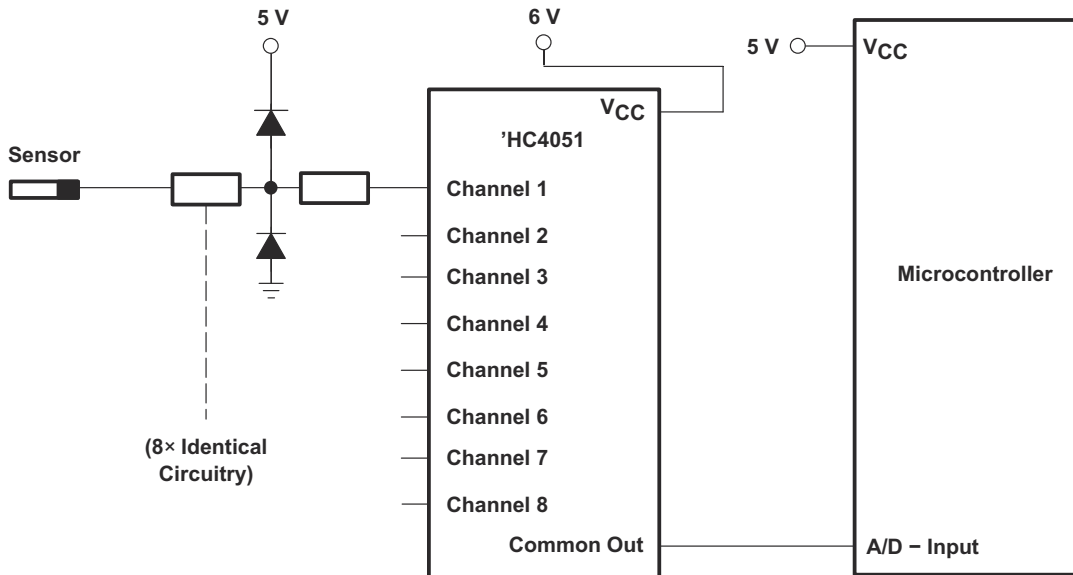 5 V
6 V
5 V
VCC
VCC
’HC4051
Sensor
Channel 1
Channel 2
Channel 3
Microcontroller
Channel 4
Channel 5
Channel 6
(8× Identical
Circuitry)
Channel 7
Channel 8
Common Out
A/D − Input